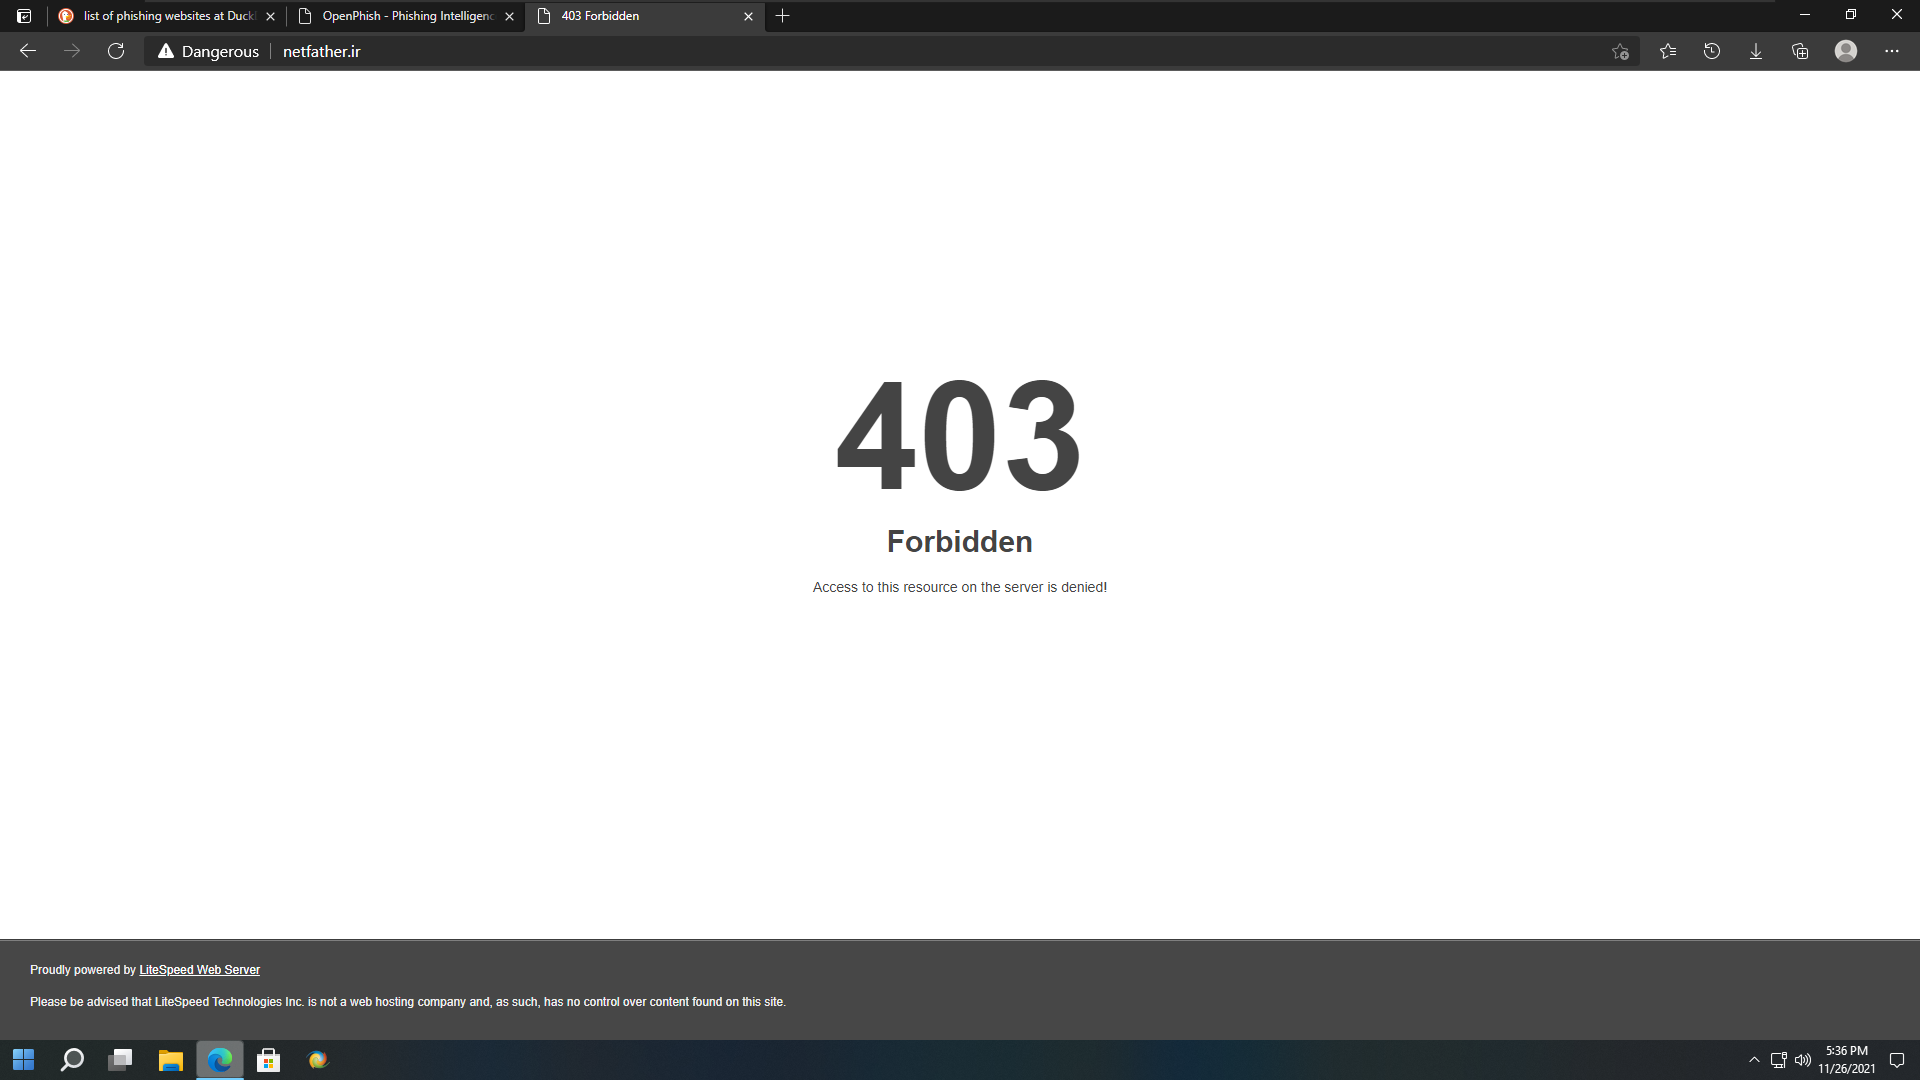 list of phishing websites at Duck
OpenPhish - Phishing Intelligenc
403 Forbidden
Dangerous
netfather.ir
403
Forbidden
Access to this resource on the server is denied!
Proudly powered by LiteSpeed Web Server
Please be advised that LiteSpeed Technologies Inc. is not a web hosting company and, as such, has no control over content found on this site.
5:36 PM
11/26/2021